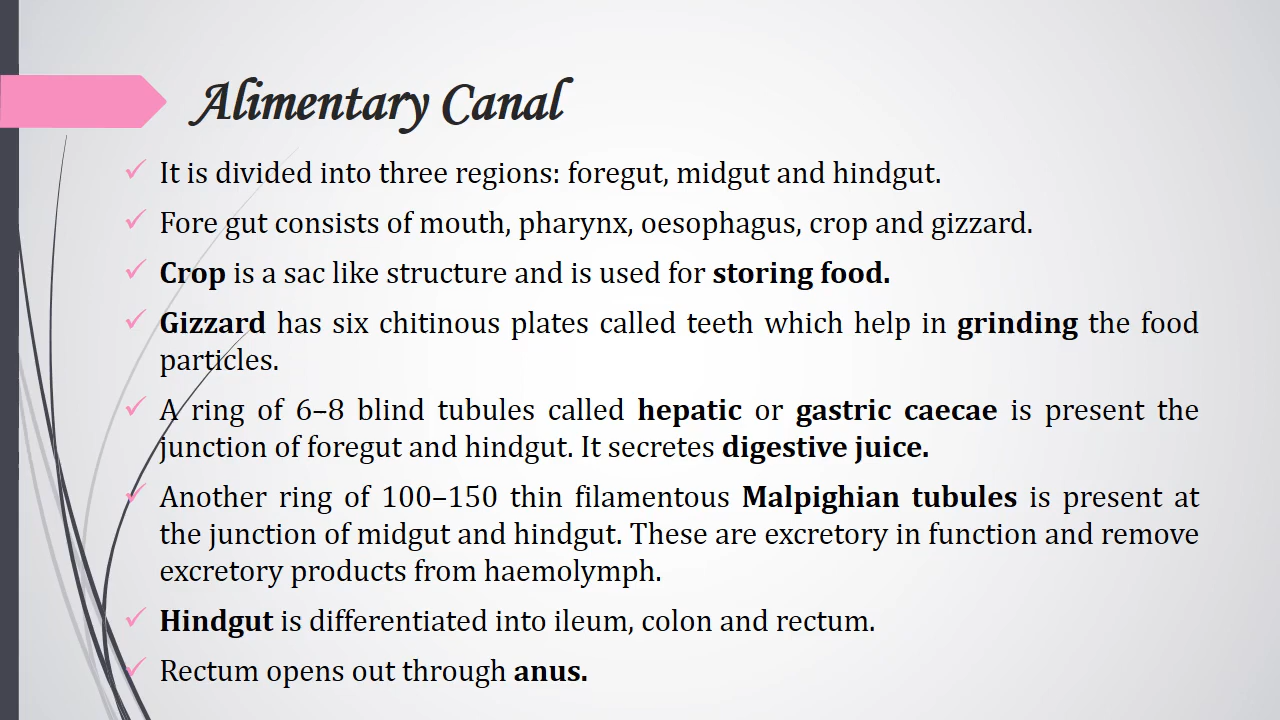 Alimentary Canal
It is divided into three regions: foregut, midgut and hindgut.
Fore gut consists of mouth, pharynx, oesophagus, crop and gizzard.
Crop is a sac like structure and is used for storing food.
Gizzard has six chitinous plates called teeth which help in grinding the food
particles.
A ring of 6–8 blind tubules called hepatic or gastric caecae is present the
junction of foregut and hindgut. It secretes digestive juice.
Another ring of 100–150 thin filamentous Malpighian tubules is present at
the junction of midgut and hindgut. These are excretory in function and remove
excretory products from haemolymph.
Hindgut is differentiated into ileum, colon and rectum.
Rectum opens out through anus.